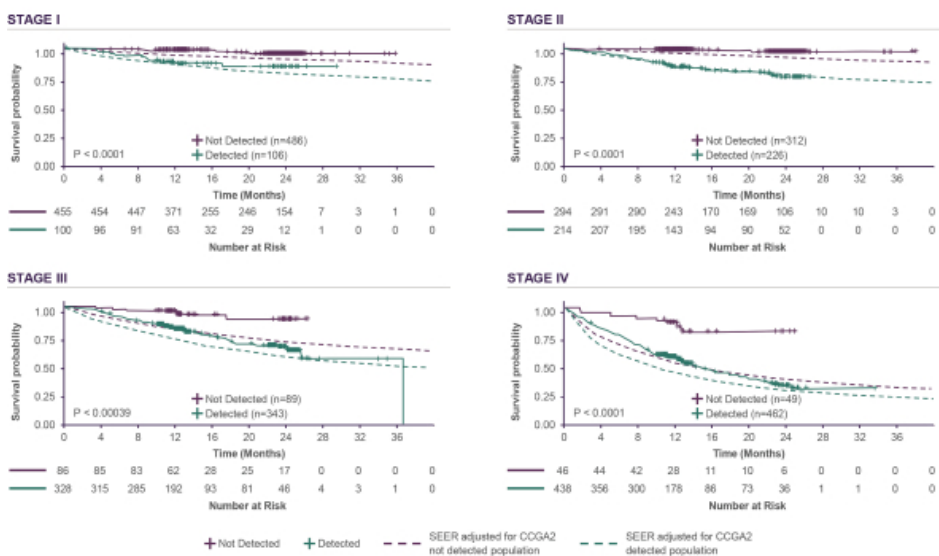 STAGE I
Survival probability
1.00
0.75
0.50
0.25
0.00
P < 0.0001
Not Detected (n=486)
Detected (n=106)
0 4 8 12 16 20 24 28 32 36
Time (Months)
455 454 447 371 255 246 154 7 3 1 0
100 96 91 63 32 29 12 1 0 0 0
Number at Risk
STAGE II
Survival probability
1.00
0.75
0.50
0.25
0.00
P < 0.0001
Not Detected (n=312)
Detected (n=226)
0 4 8 12 16 20 24 28 32 36
Time (Months)
294 291 290 243 170 169 106 10 10 3 0
214 207 195 143 94 90 52 0 0 0 0
Number at Risk
STAGE III
Survival probability
1.00
0.75
0.50
0.25
0.00
P < 0.00039
Not Detected (n=89)
Detected (n=343)
0 4 8 12 16 20 24 28 32 36
Time (Months)
86 85 83 62 28 25 17 0 0 0 0
328 315 285 192 93 81 46 4 3 1 0
Number at Risk
STAGE IV
Survival probability
1.00
0.75
0.50
0.25
0.00
P < 0.0001
Not Detected (n=49)
Detected (n=462)
0 4 8 12 16 20 24 28 32 36
Time (Months)
46 44 42 28 11 10 6 0 0 0 0
438 356 300 178 86 73 36 1 1 0 0
Number at Risk
Not Detected Detected SEER adjusted for CCGA2 SEER adjusted for CCGA2
not detected population detected population